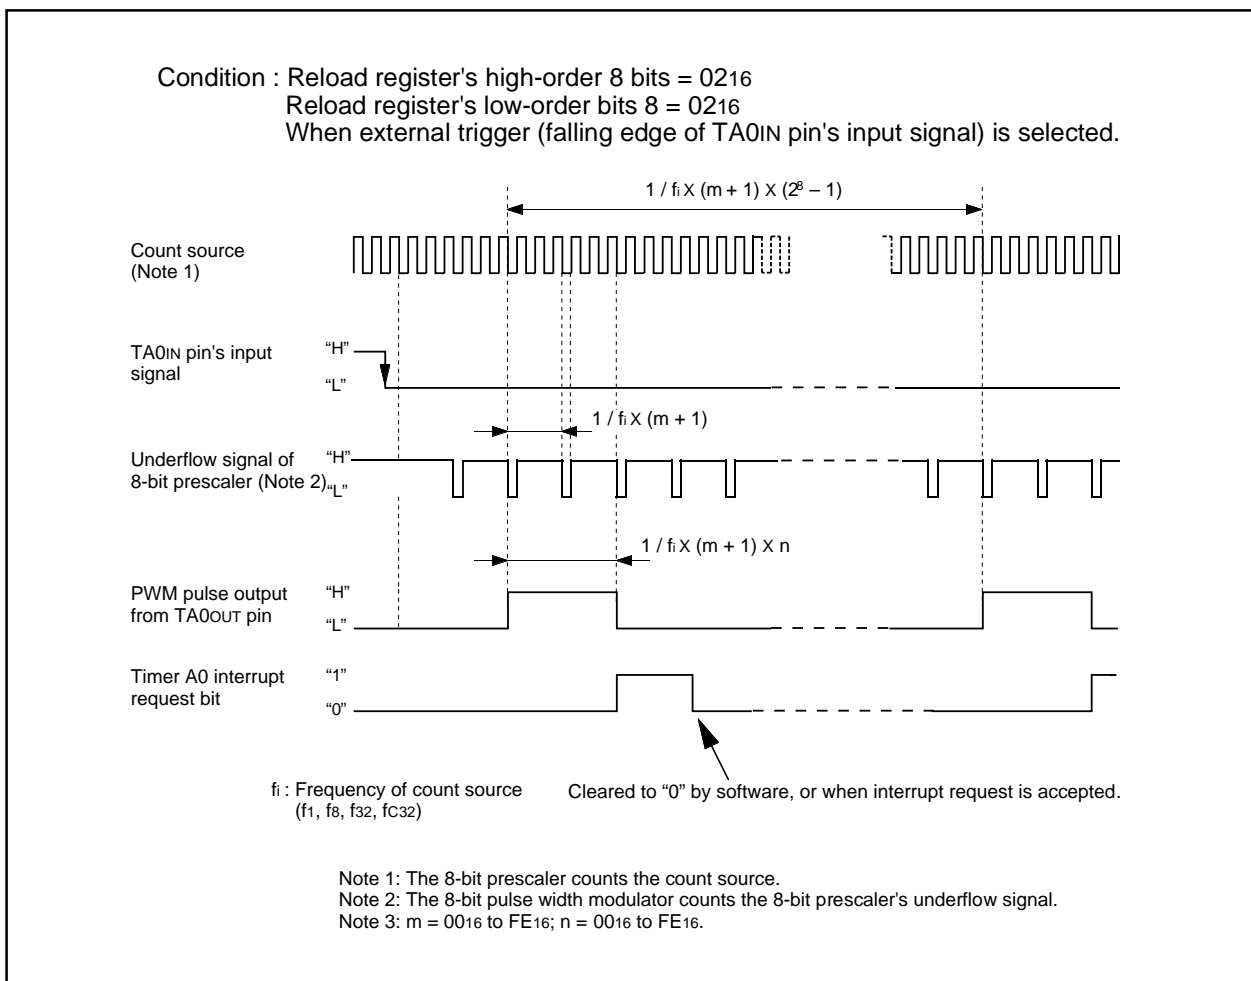 Condition : Reload register's high-order 8 bits = 0216
Reload register's low-order bits 8 = 0216
When external trigger (falling edge of TA0IN pin's input signal) is selected.
1 / fi X (m + 1) X (2⁸ – 1)
Count source
(Note 1)
TA0IN pin's input
signal
“H”
“L”
1 / fi X (m + 1)
Underflow signal of
8-bit prescaler (Note 2)
“H”
“L”
1 / fi X (m + 1) X n
PWM pulse output
from TA0OUT pin
“H”
“L”
Timer A0 interrupt
request bit
“1”
“0”
fi : Frequency of count source
(f1, f8, f32, fC32)
Cleared to “0” by software, or when interrupt request is accepted.
Note 1: The 8-bit prescaler counts the count source.
Note 2: The 8-bit pulse width modulator counts the 8-bit prescaler's underflow signal.
Note 3: m = 0016 to FE16; n = 0016 to FE16.